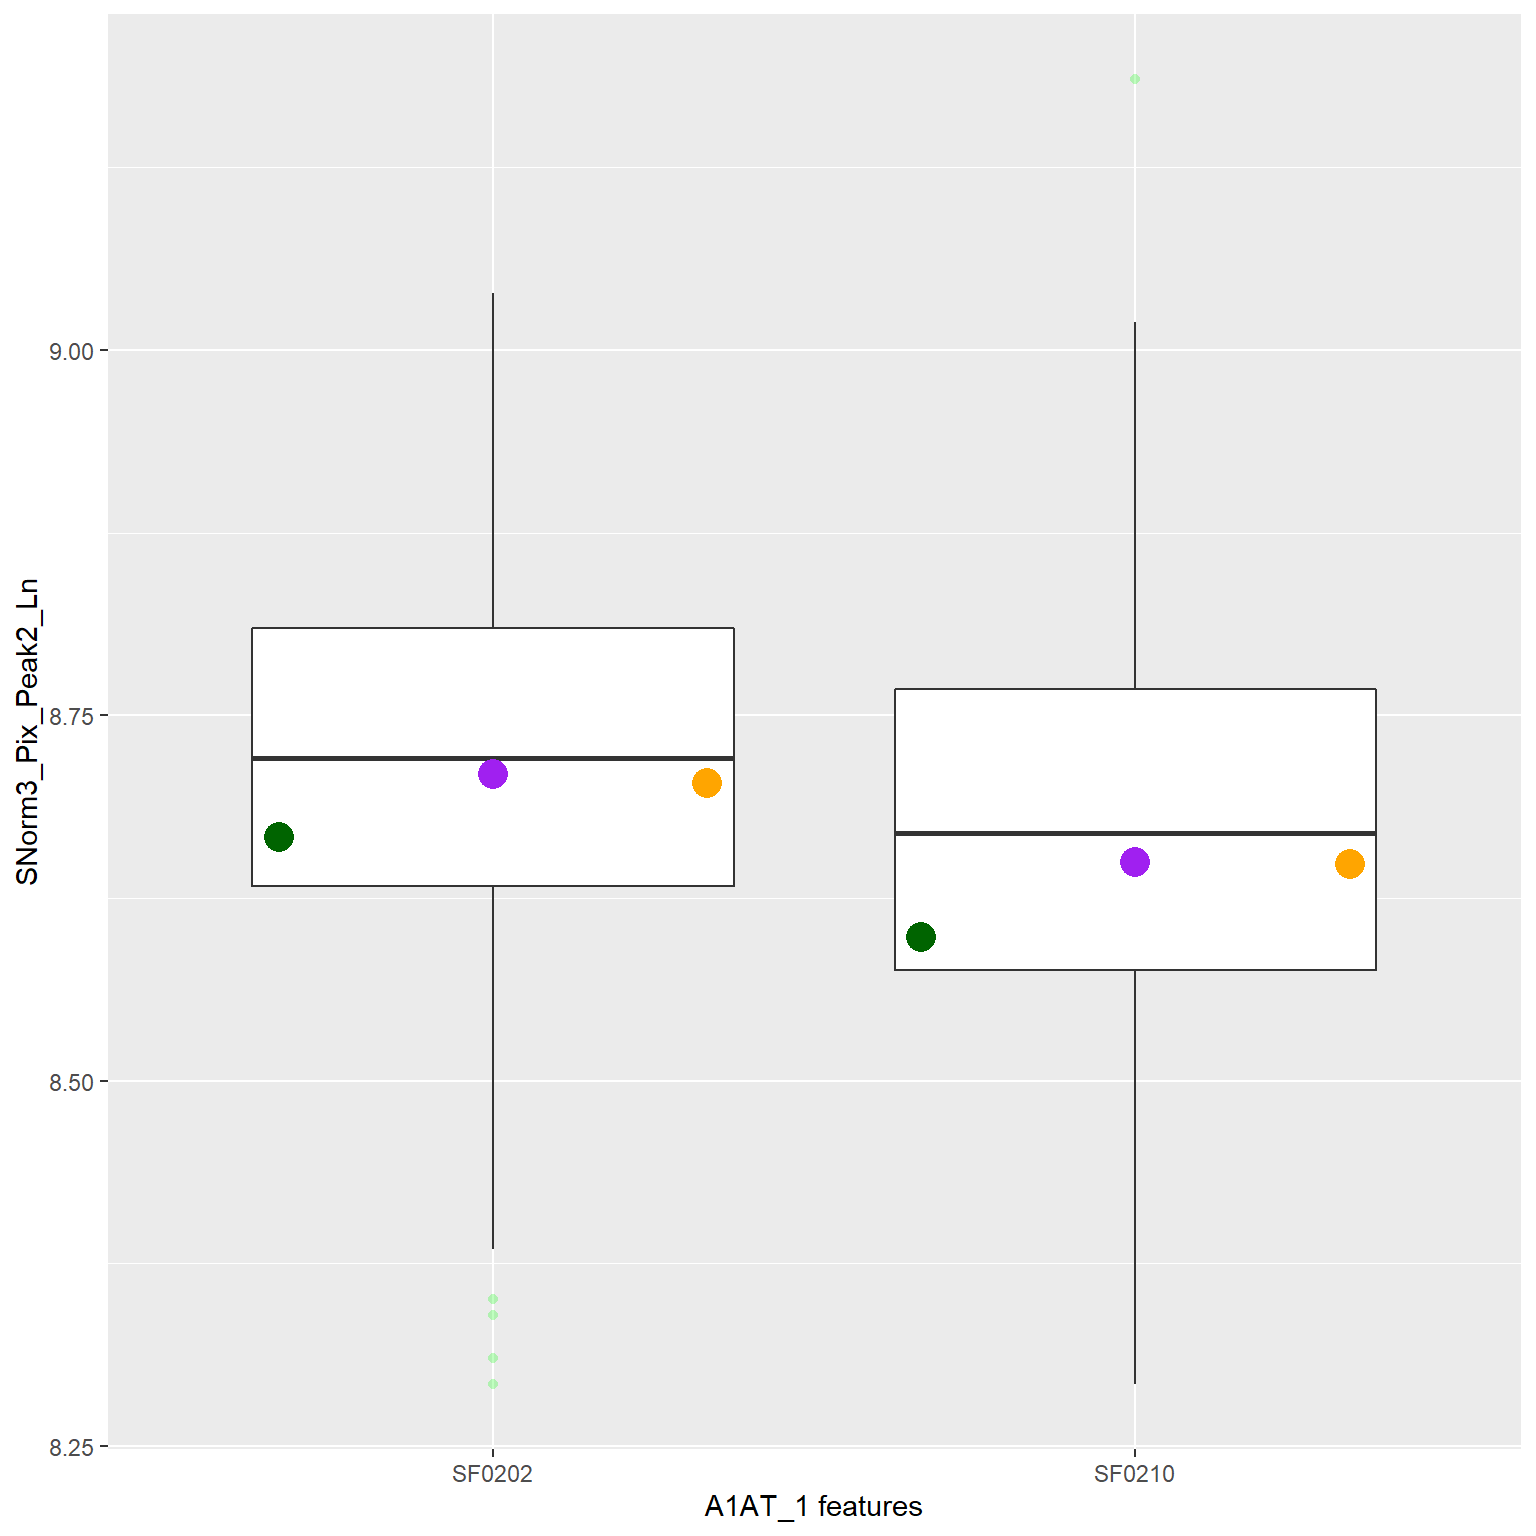 SNorm3_Pix_Peak2_Ln
9.00
8.75
8.50
8.25
SF0202
SF0210
A1AT_1 features